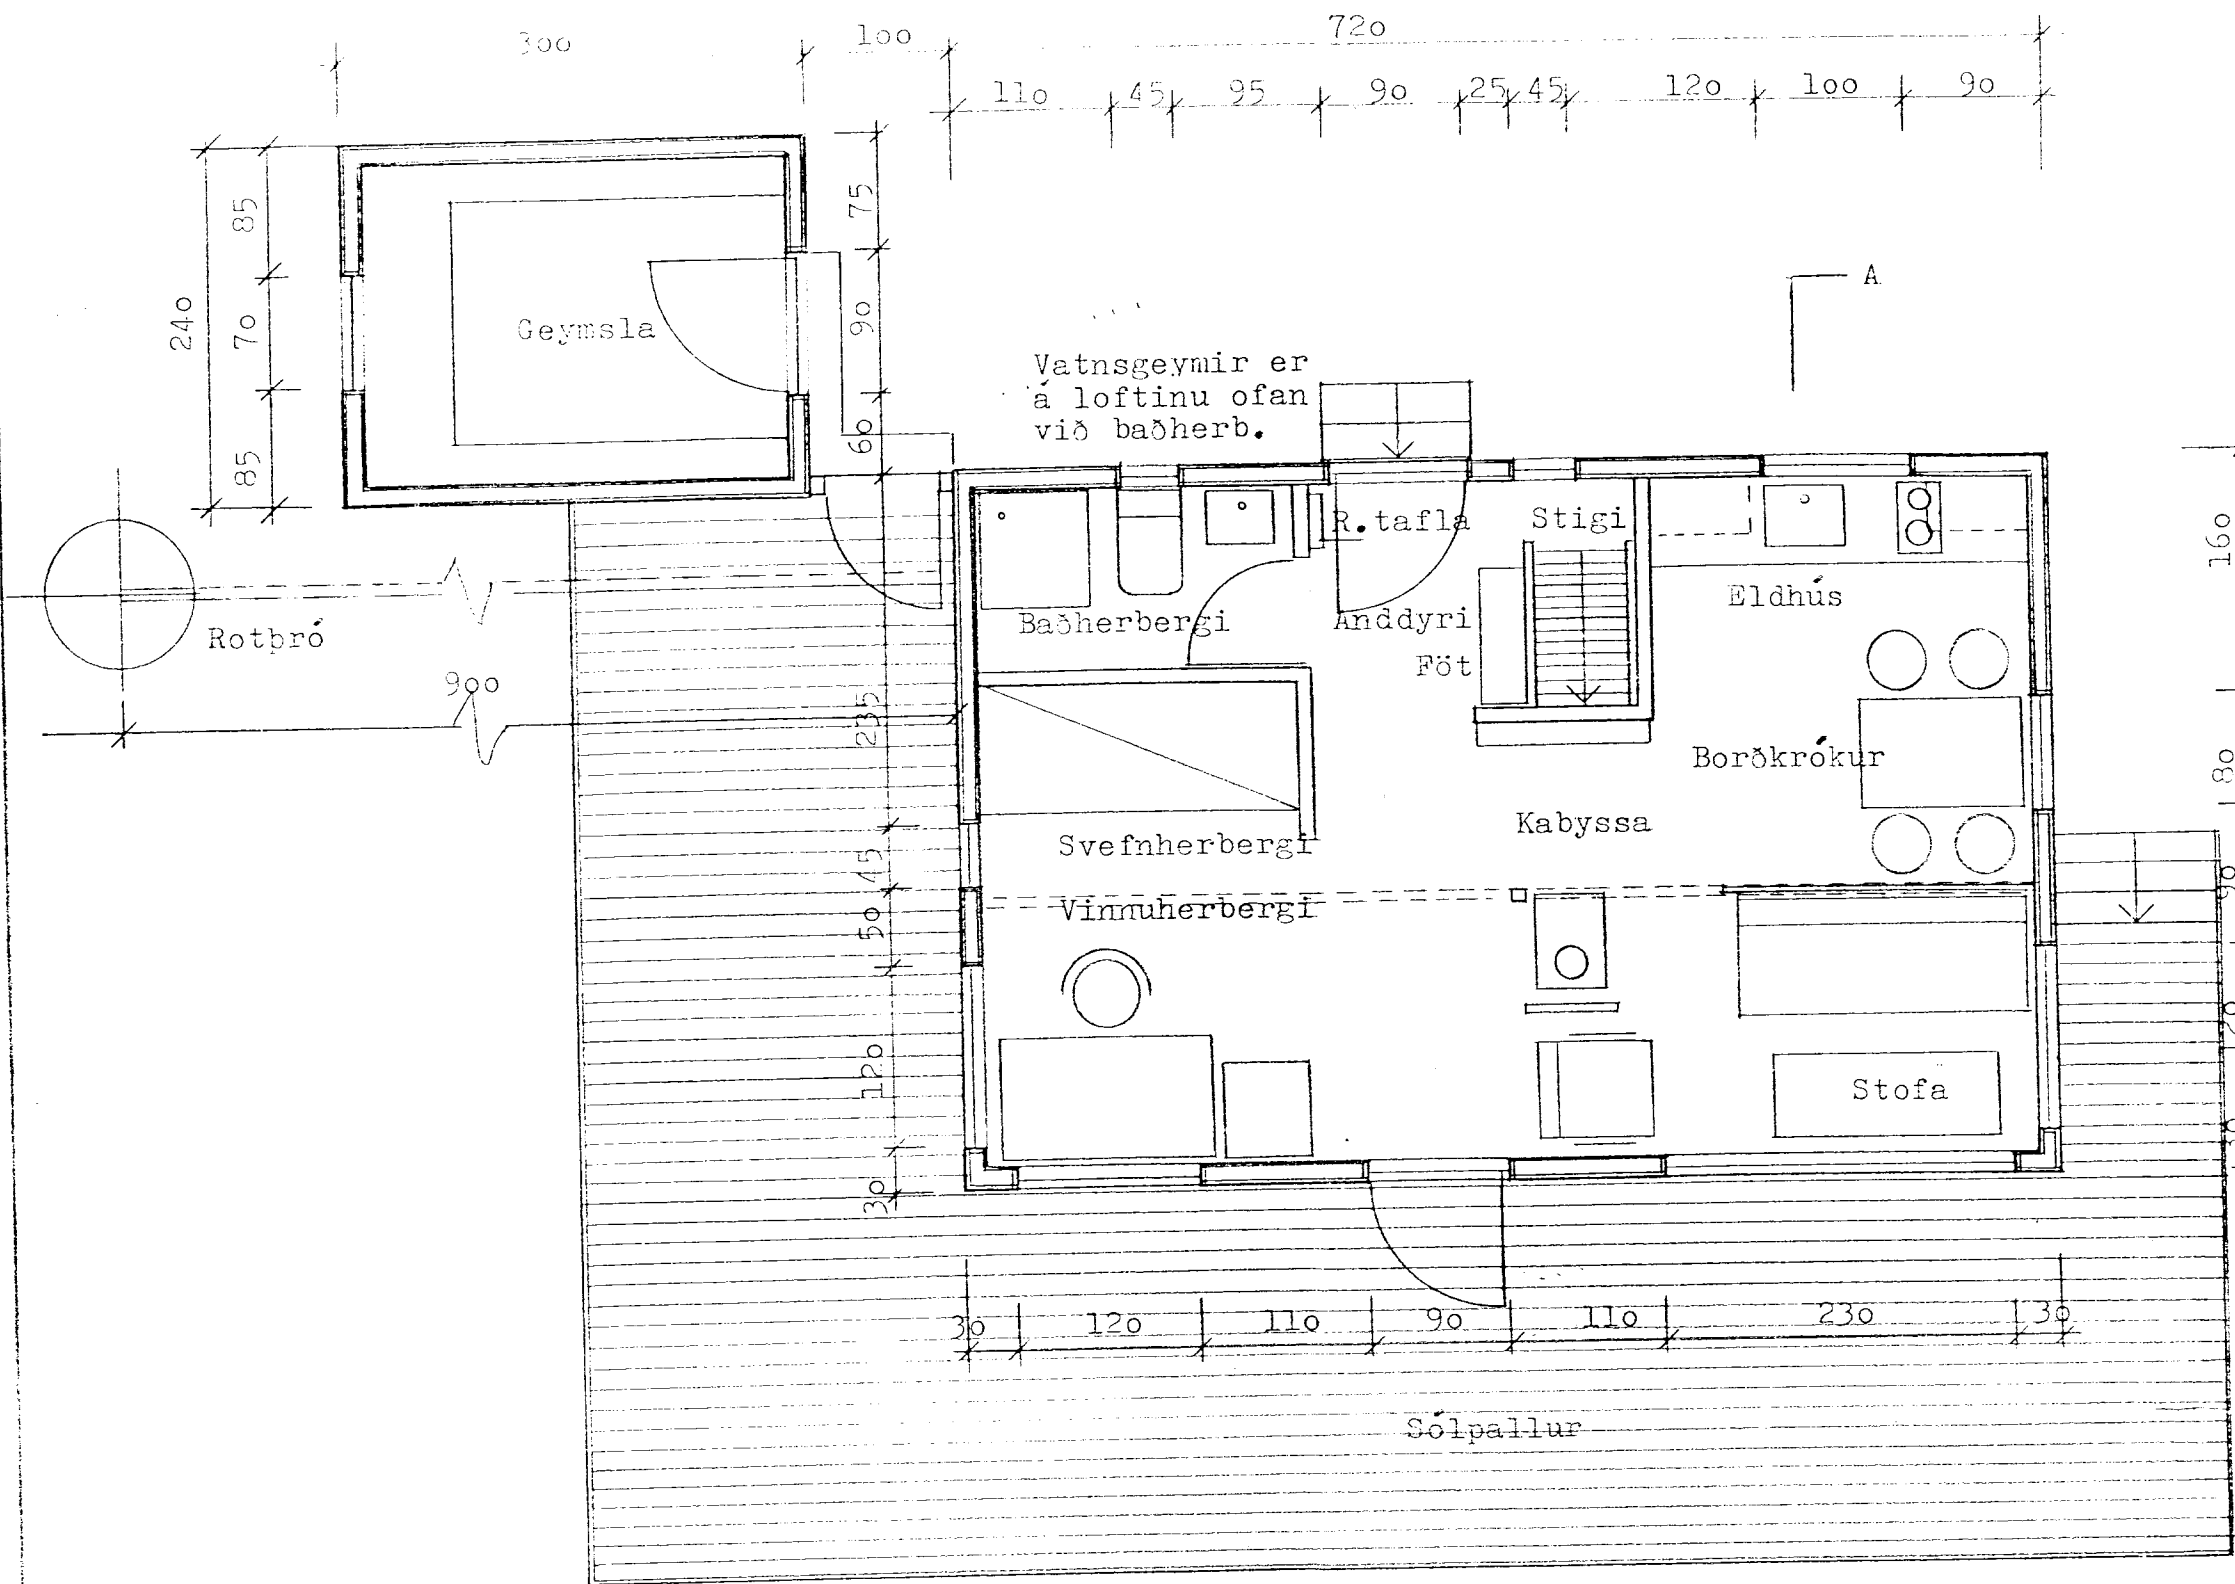 300
100
720
110 45 95 90 25 45 120 100 90
240
85
70
85
75
90
60
Geymsla
A
Vatnsgeymir er
á loftinu ofan
við baðherb.
R.tafla
Stigi
160
Eldhús
Baðherbergi
Anddyri
Föt
Rotþró
900
235
Borðkrókur
80
Kabyssa
Svefnherbergi
45
Vinnuherbergi
50
90
120
Stofa
30
30 120 110 90 110 230 30
Sólpallur